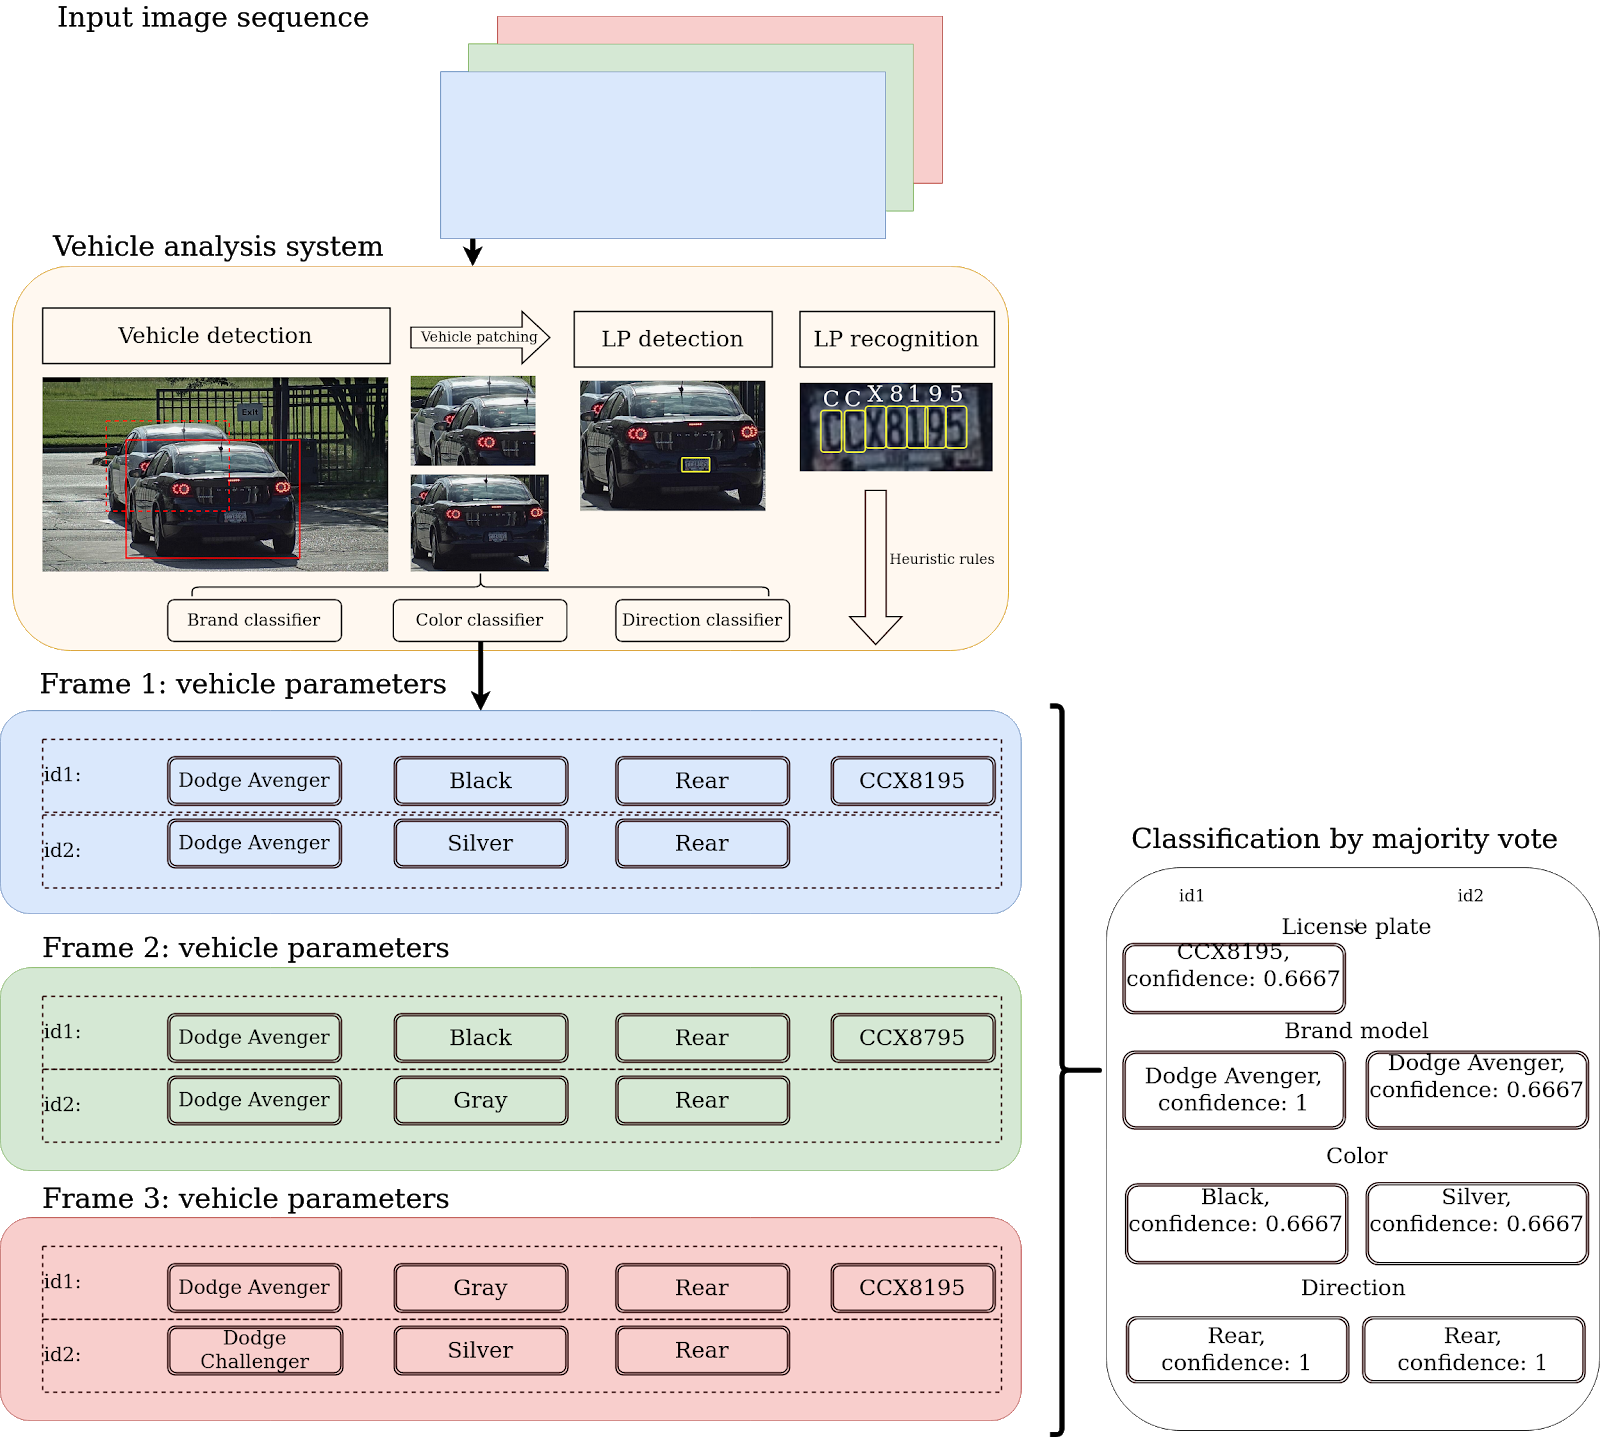 Input image sequence
Vehicle analysis system
Vehicle detection
Vehicle patching
LP detection
LP recognition
Exit
C C X 8 1 9 5
CCX8195
Heuristic rules
Brand classifier
Color classifier
Direction classifier
Frame 1: vehicle parameters
id1:
Dodge Avenger
Black
Rear
CCX8195
id2:
Dodge Avenger
Silver
Rear
Frame 2: vehicle parameters
id1:
Dodge Avenger
Black
Rear
CCX8795
id2:
Dodge Avenger
Gray
Rear
Frame 3: vehicle parameters
id1:
Dodge Avenger
Gray
Rear
CCX8195
id2:
Dodge
Challenger
Silver
Rear
Classification by majority vote
id1
id2
License plate
CCX8195,
confidence: 0.6667
Brand model
Dodge Avenger,
confidence: 1
Dodge Avenger,
confidence: 0.6667
Color
Black,
confidence: 0.6667
Silver,
confidence: 0.6667
Direction
Rear,
confidence: 1
Rear,
confidence: 1